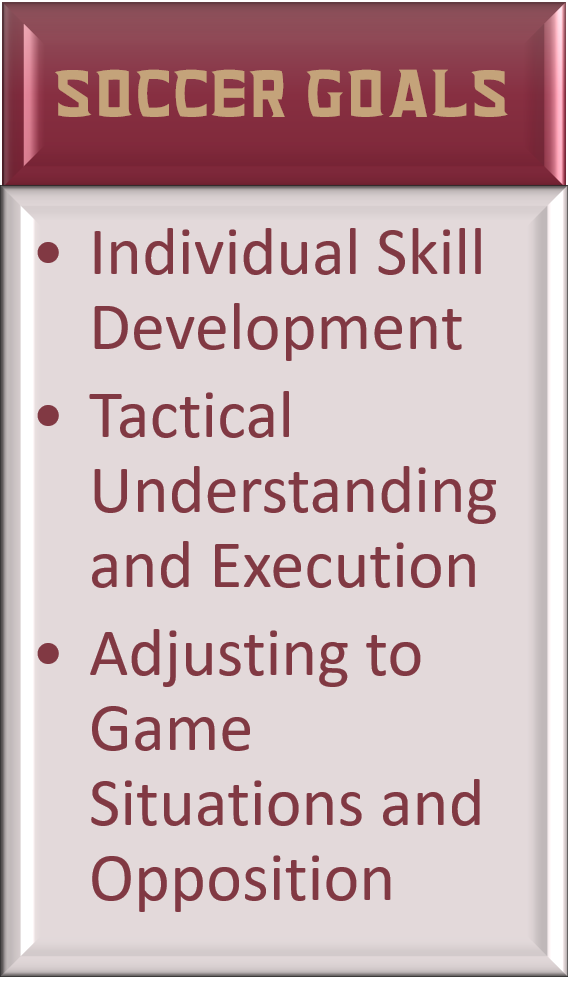 SOCCER GOALS
• Individual Skill
Development
• Tactical
Understanding
and Execution
• Adjusting to
Game
Situations and
Opposition